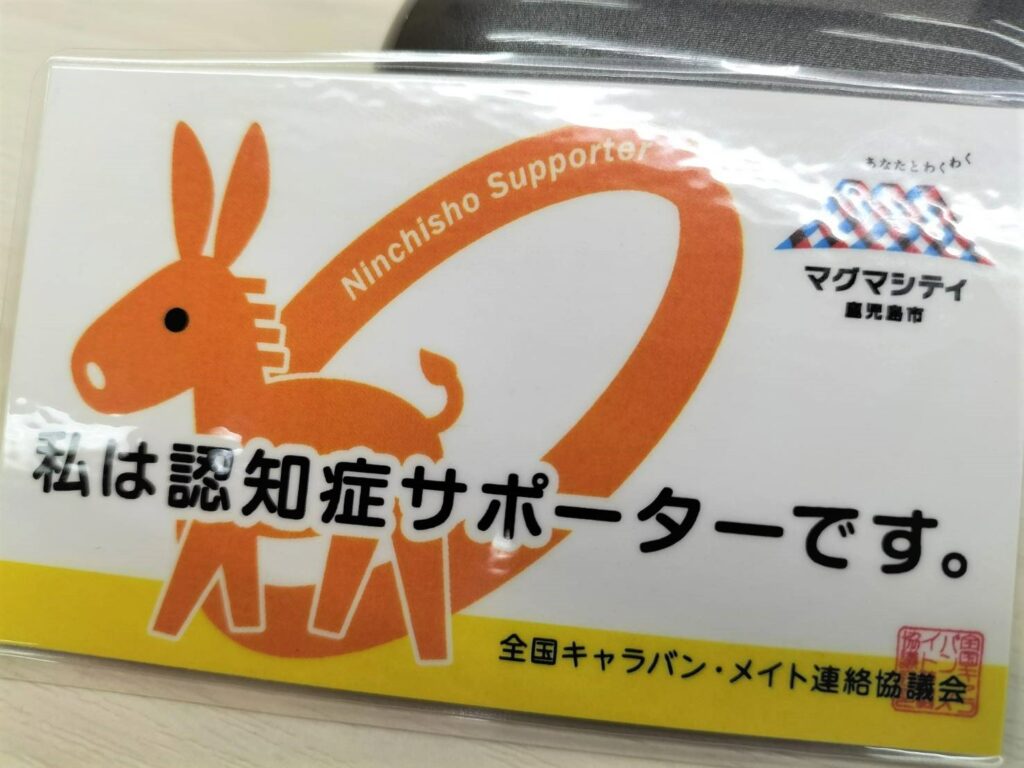 Ninchisho Supporter
あなたとわくわく
マグマシティ
鹿児島市
私は認知症サポーターです。
全国キャラバン・メイト連絡協議会